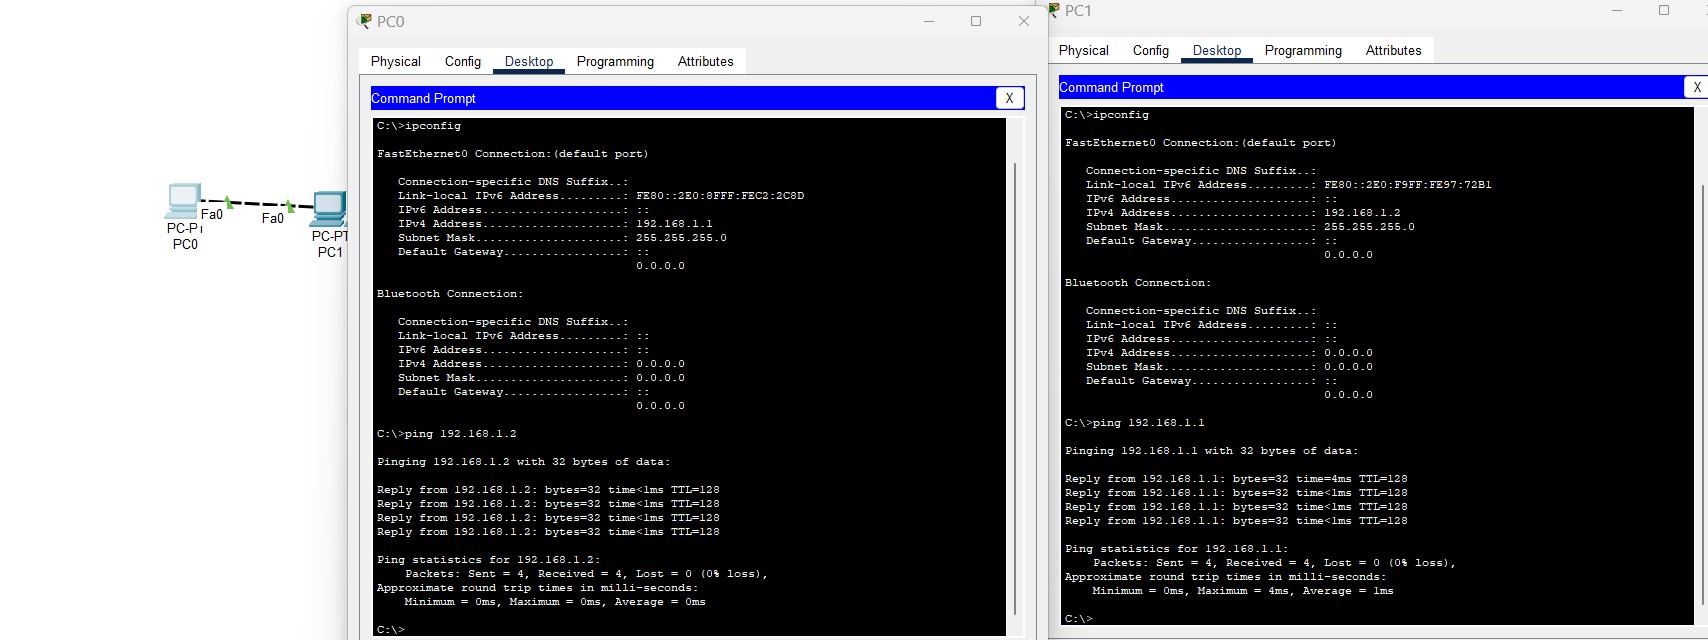 Fa0
Fa0
PC-P
PC0
PC-PT
PC1
PC0
Physical Config Desktop Programming Attributes
Command Prompt X
C:\>ipconfig
FastEthernet0 Connection:(default port)
Connection-specific DNS Suffix..:
Link-local IPv6 Address.........: FE80::2E0:8FFF:FEC2:2C8D
IPv6 Address....................: ::
IPv4 Address....................: 192.168.1.1
Subnet Mask.....................: 255.255.255.0
Default Gateway.................: ::
0.0.0.0
Bluetooth Connection:
Connection-specific DNS Suffix..:
Link-local IPv6 Address.........: ::
IPv6 Address....................: ::
IPv4 Address....................: 0.0.0.0
Subnet Mask.....................: 0.0.0.0
Default Gateway.................: ::
0.0.0.0
C:\>ping 192.168.1.2
Pinging 192.168.1.2 with 32 bytes of data:
Reply from 192.168.1.2: bytes=32 time<1ms TTL=128
Reply from 192.168.1.2: bytes=32 time<1ms TTL=128
Reply from 192.168.1.2: bytes=32 time<1ms TTL=128
Reply from 192.168.1.2: bytes=32 time<1ms TTL=128
Ping statistics for 192.168.1.2:
Packets: Sent = 4, Received = 4, Lost = 0 (0% loss),
Approximate round trip times in milli-seconds:
Minimum = 0ms, Maximum = 0ms, Average = 0ms
C:\>
PC1
Physical Config Desktop Programming Attributes
Command Prompt X
C:\>ipconfig
FastEthernet0 Connection:(default port)
Connection-specific DNS Suffix..:
Link-local IPv6 Address.........: FE80::2E0:F9FF:FE97:72B1
IPv6 Address....................: ::
IPv4 Address....................: 192.168.1.2
Subnet Mask.....................: 255.255.255.0
Default Gateway.................: ::
0.0.0.0
Bluetooth Connection:
Connection-specific DNS Suffix..:
Link-local IPv6 Address.........: ::
IPv6 Address....................: ::
IPv4 Address....................: 0.0.0.0
Subnet Mask.....................: 0.0.0.0
Default Gateway.................: ::
0.0.0.0
C:\>ping 192.168.1.1
Pinging 192.168.1.1 with 32 bytes of data:
Reply from 192.168.1.1: bytes=32 time=4ms TTL=128
Reply from 192.168.1.1: bytes=32 time<1ms TTL=128
Reply from 192.168.1.1: bytes=32 time<1ms TTL=128
Reply from 192.168.1.1: bytes=32 time<1ms TTL=128
Ping statistics for 192.168.1.1:
Packets: Sent = 4, Received = 4, Lost = 0 (0% loss),
Approximate round trip times in milli-seconds:
Minimum = 0ms, Maximum = 4ms, Average = 1ms
C:\>